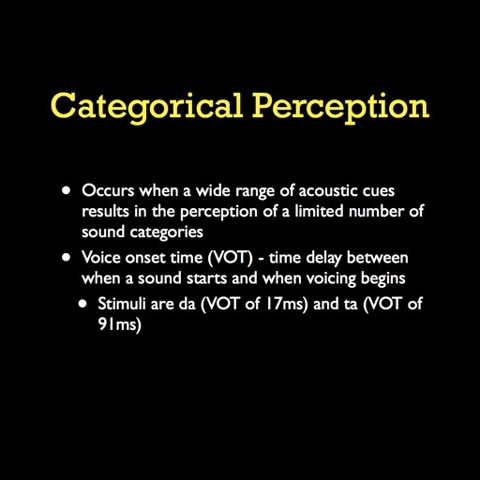 Categorical Perception
• Occurs when a wide range of acoustic cues
results in the perception of a limited number of
sound categories
• Voice onset time (VOT) - time delay between
when a sound starts and when voicing begins
• Stimuli are da (VOT of 17ms) and ta (VOT of
91ms)